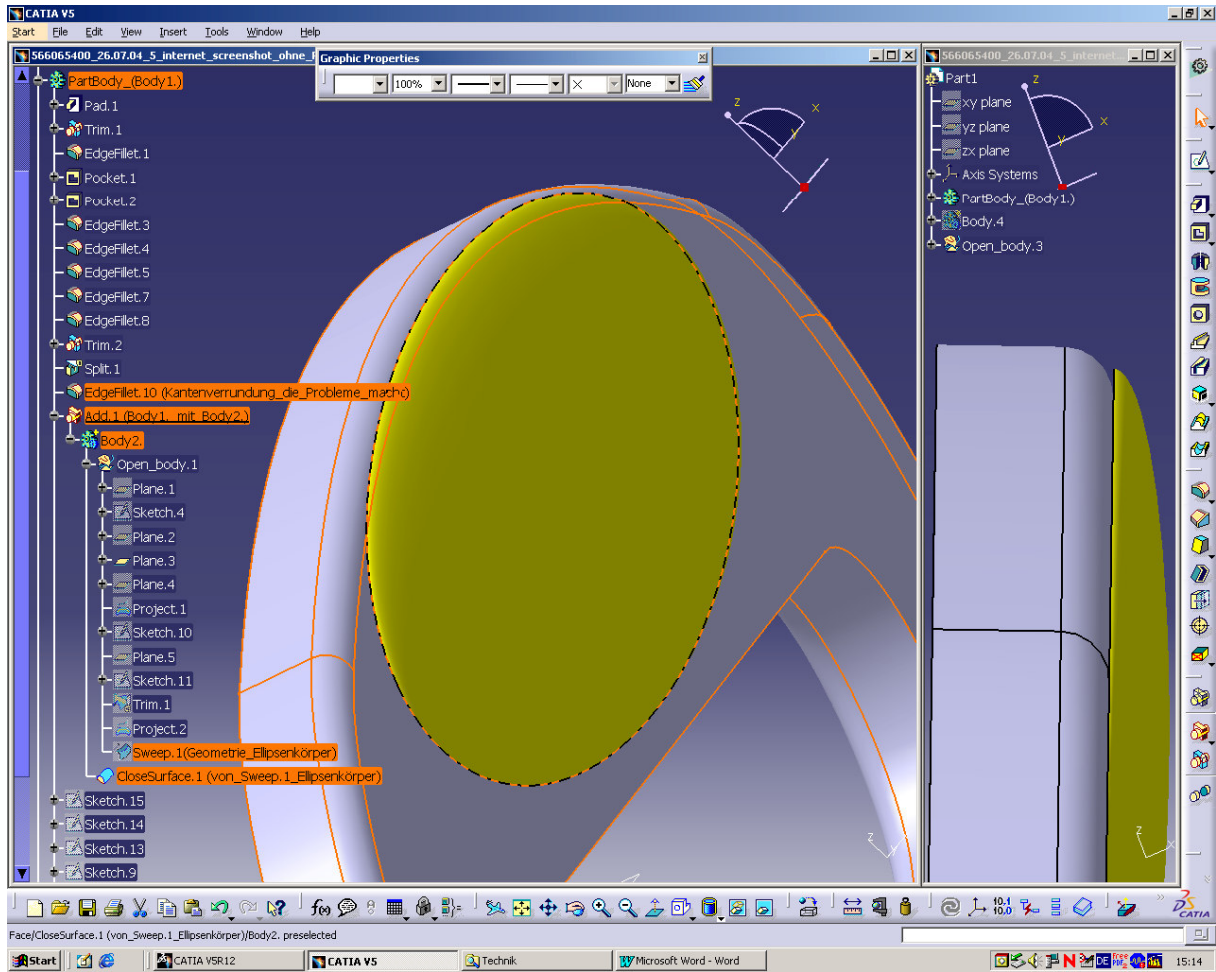 CATIA V5
Start File Edit View Insert Tools Window Help
566065400_26.07.04_5_internet_screenshot_ohne_
Graphic Properties
100%
None
566065400_26.07.04_5_internet...
PartBody_(Body1.)
Pad.1
Trim.1
EdgeFillet.1
Pocket.1
Pocket.2
EdgeFillet.3
EdgeFillet.4
EdgeFillet.5
EdgeFillet.7
EdgeFillet.8
Trim.2
Split.1
EdgeFillet.10 (Kantenverrundung_die_Probleme_macht)
Add.1 (Body1._mit_Body2.)
Body2.
Open_body.1
Plane.1
Sketch.4
Plane.2
Plane.3
Plane.4
Project.1
Sketch.10
Plane.5
Sketch.11
Trim.1
Project.2
Sweep.1(Geometrie_Ellipsenkörper)
CloseSurface.1 (von_Sweep.1_Ellipsenkörper)
Sketch.15
Sketch.14
Sketch.13
Sketch.9
z
x
y
z
y
Part1
xy plane
yz plane
zx plane
Axis Systems
PartBody_(Body1.)
Body.4
Open_body.3
z
x
y
z
x
f(x)
10.1
10.0
CATIA
Face/CloseSurface.1 (von_Sweep.1_Ellipsenkörper)/Body2. preselected
Start
CATIA V5R12
CATIA V5
Technik
Microsoft Word - Word
DE
15:14